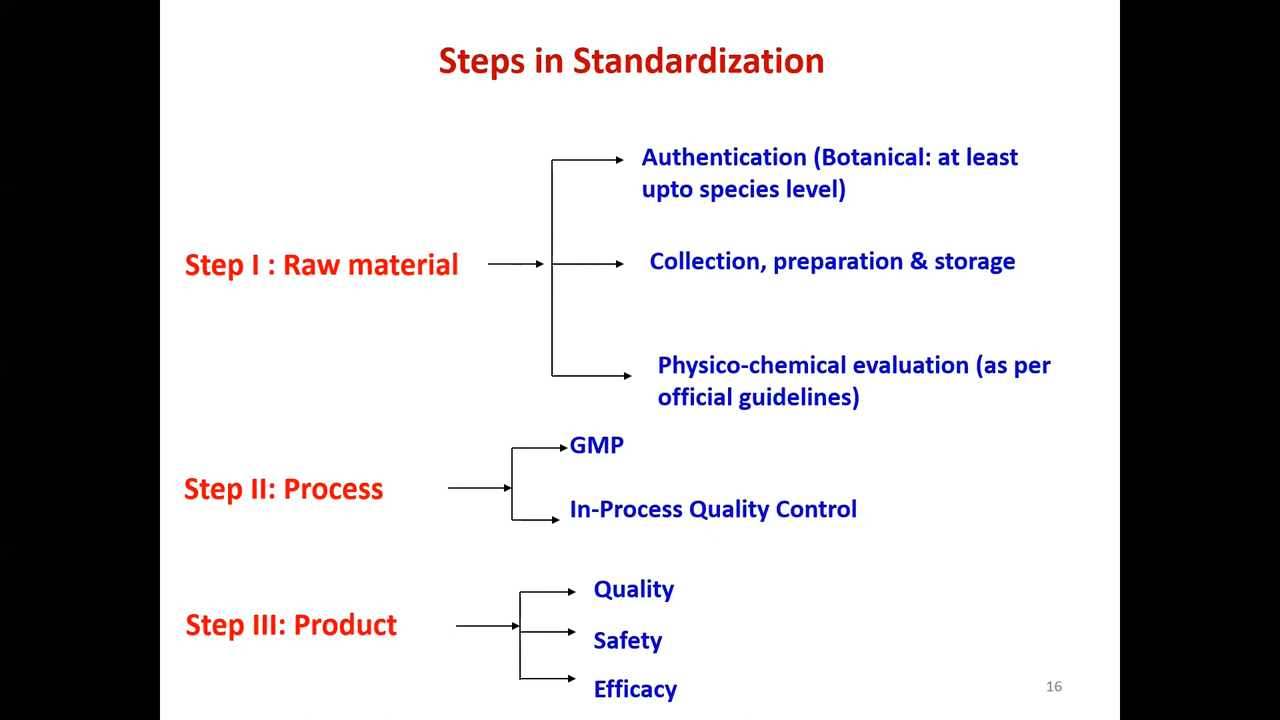 Steps in Standardization
Authentication (Botanical: at least
upto species level)
Step I : Raw material
Collection, preparation & storage
Physico-chemical evaluation (as per
official guidelines)
GMP
Step II: Process
In-Process Quality Control
Quality
Step III: Product
Safety
Efficacy
16